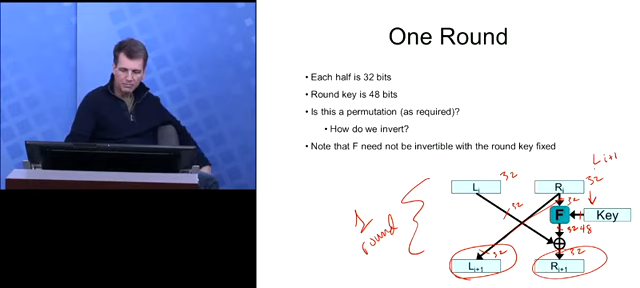 One Round
• Each half is 32 bits
• Round key is 48 bits
• Is this a permutation (as required)?
• How do we invert?
• Note that F need not be invertible with the round key fixed
L i+1
32
32
Li
Ri
32
32
F
Key
32
48
1
round
32
32
Li+1
Ri+1